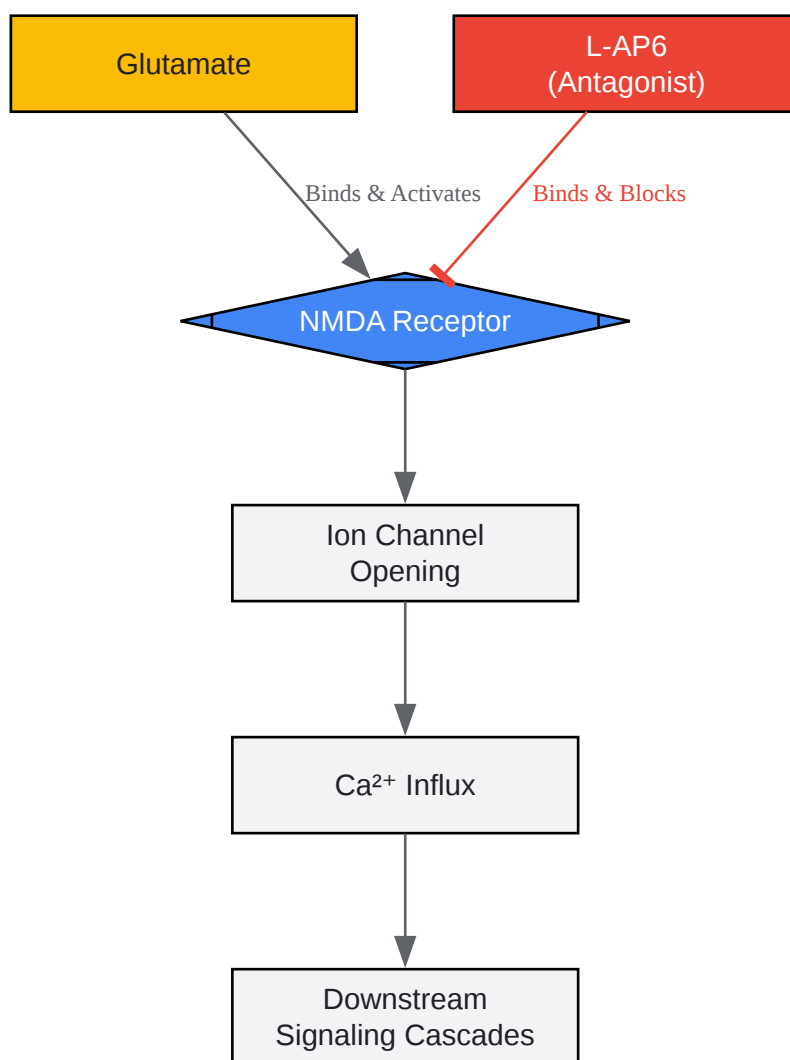 Glutamate
L-AP6
(Antagonist)
Binds & Activates
Binds & Blocks
NMDA Receptor
Ion Channel
Opening
Ca²⁺ Influx
Downstream
Signaling Cascades